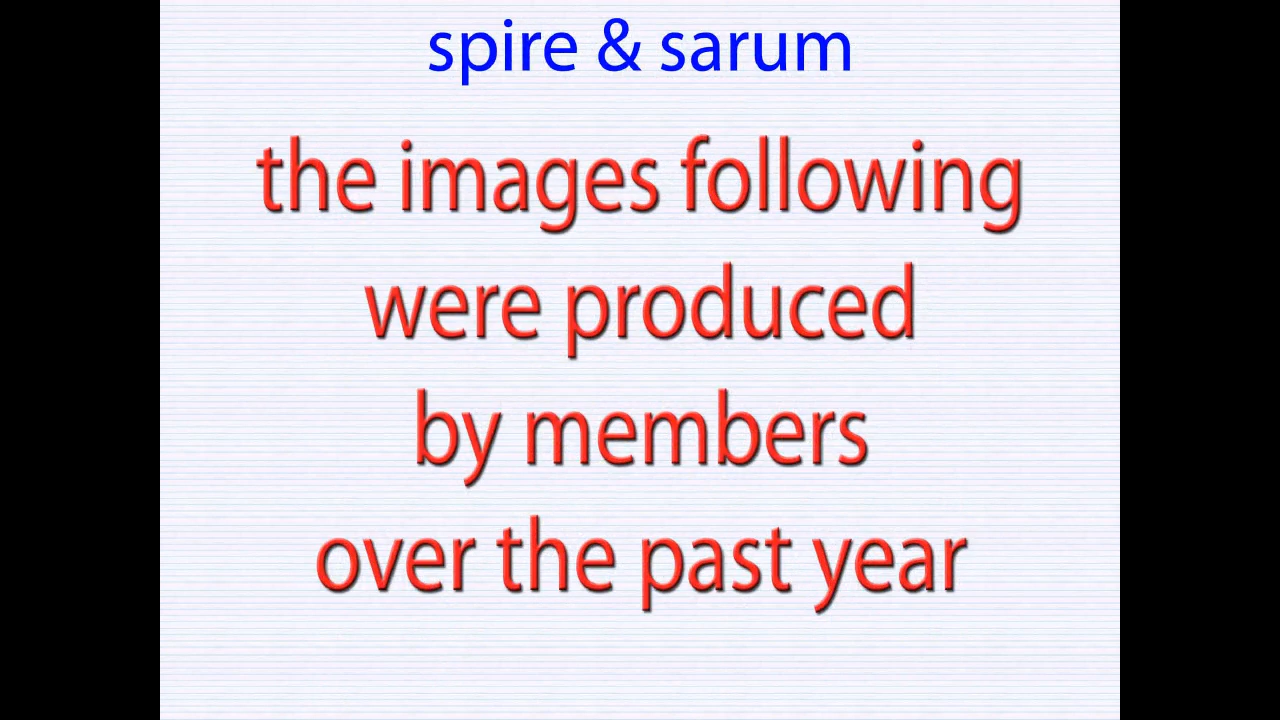 spire & sarum
the images following
were produced
by members
over the past year